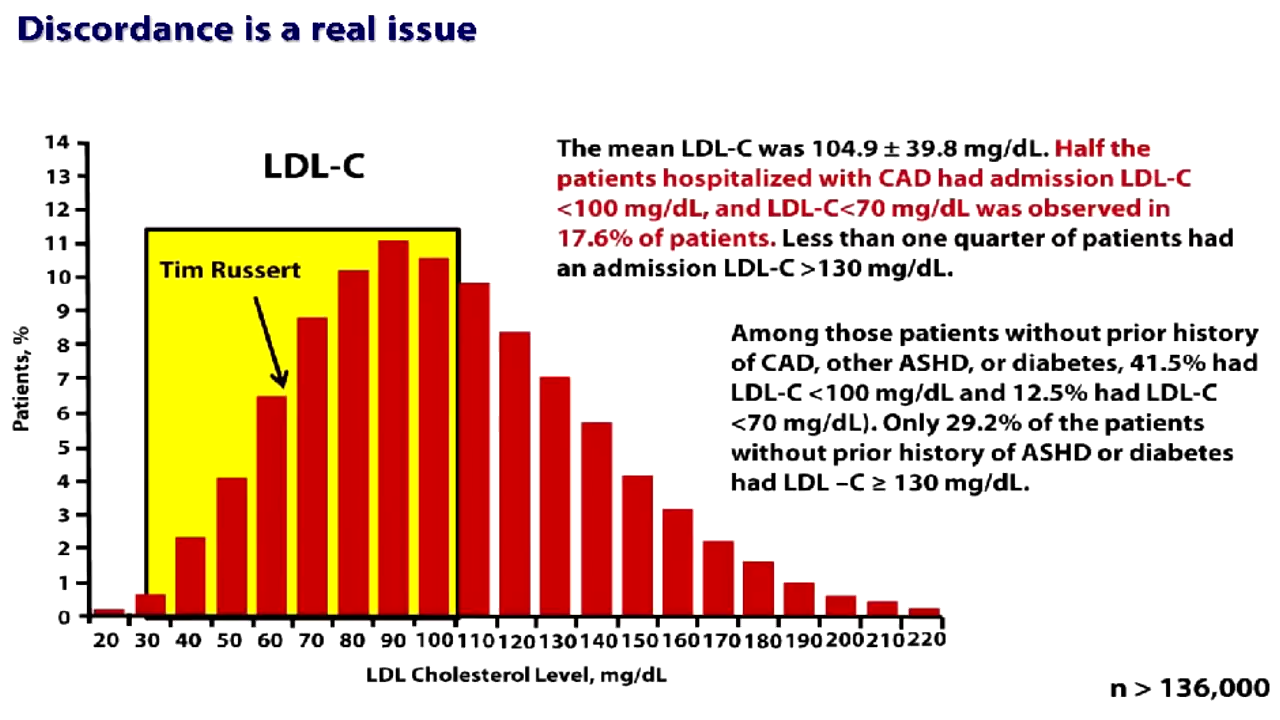 Discordance is a real issue
LDL-C
Tim Russert
Patients, %
14
13
12
11
10
9
8
7
6
5
4
3
2
1
0
20 30 40 50 60 70 80 90 100 110 120 130 140 150 160 170 180 190 200 210 220
LDL Cholesterol Level, mg/dL
The mean LDL-C was 104.9 ± 39.8 mg/dL. Half the
patients hospitalized with CAD had admission LDL-C
<100 mg/dL, and LDL-C<70 mg/dL was observed in
17.6% of patients. Less than one quarter of patients had
an admission LDL-C >130 mg/dL.
Among those patients without prior history
of CAD, other ASHD, or diabetes, 41.5% had
LDL-C <100 mg/dL and 12.5% had LDL-C
<70 mg/dL). Only 29.2% of the patients
without prior history of ASHD or diabetes
had LDL –C ≥ 130 mg/dL.
n > 136,000